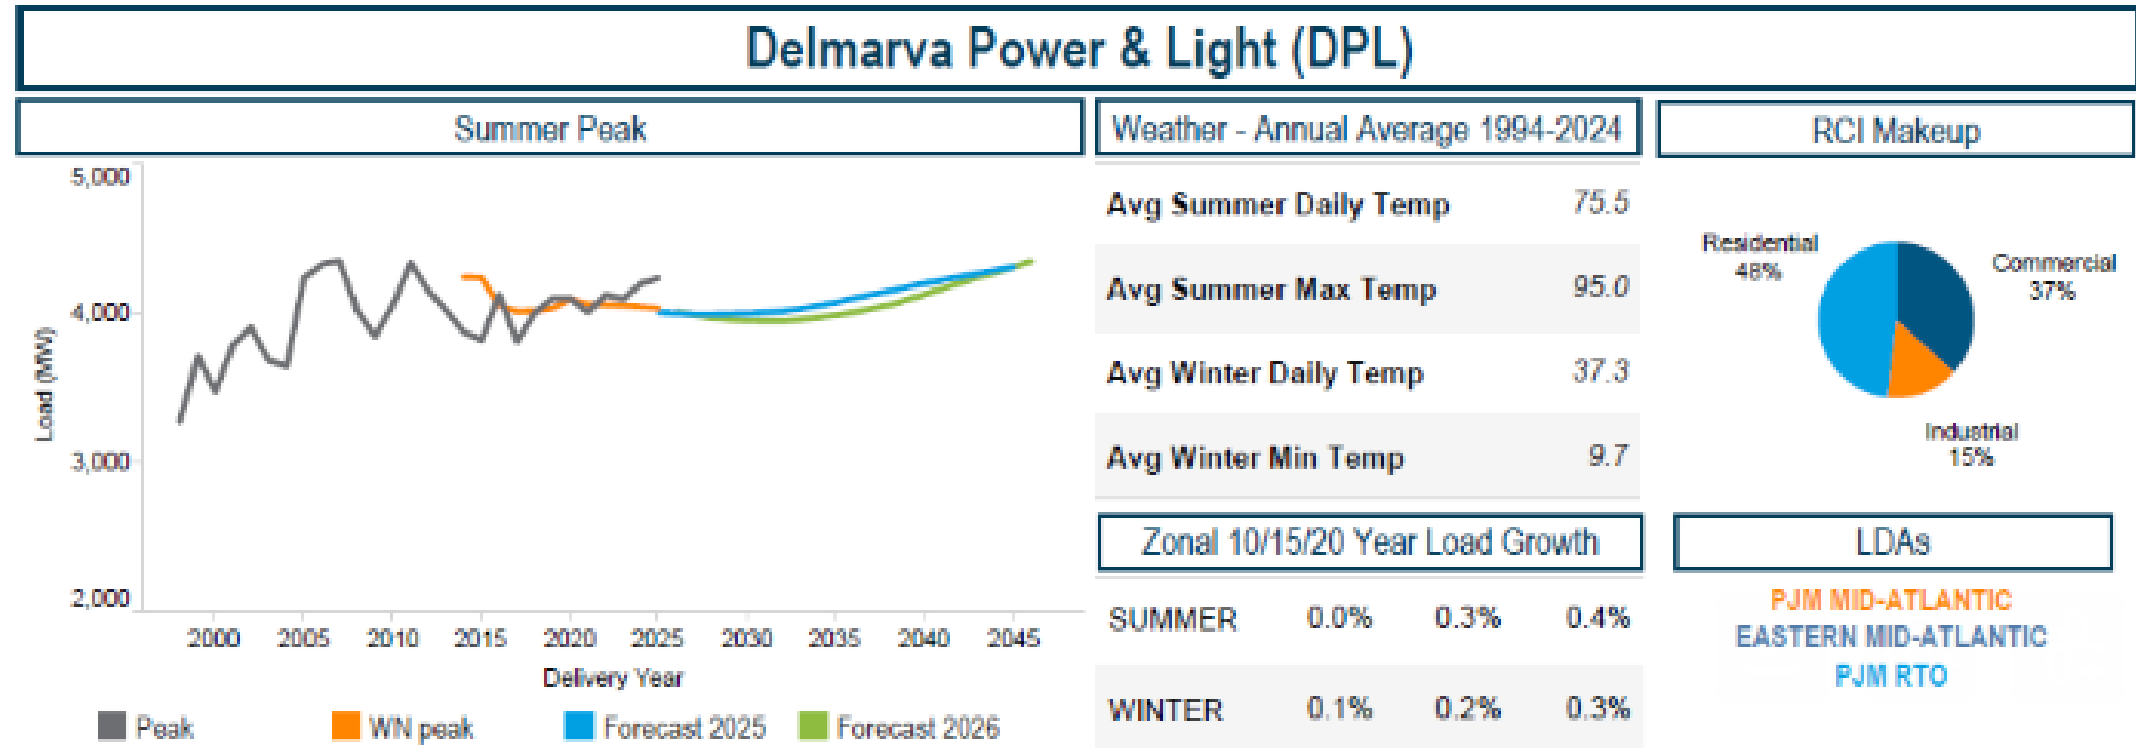 Delmarva Power & Light (DPL)
Summer Peak
5,000
4,000
3,000
2,000
Load (MW)
2000 2005 2010 2015 2020 2025 2030 2035 2040 2045
Delivery Year
Peak WN peak Forecast 2025 Forecast 2026
Weather - Annual Average 1994-2024
Avg Summer Daily Temp 75.5
Avg Summer Max Temp 95.0
Avg Winter Daily Temp 37.3
Avg Winter Min Temp 9.7
Zonal 10/15/20 Year Load Growth
SUMMER 0.0% 0.3% 0.4%
WINTER 0.1% 0.2% 0.3%
RCI Makeup
Residential
48%
Commercial
37%
Industrial
15%
LDAs
PJM MID-ATLANTIC
EASTERN MID-ATLANTIC
PJM RTO